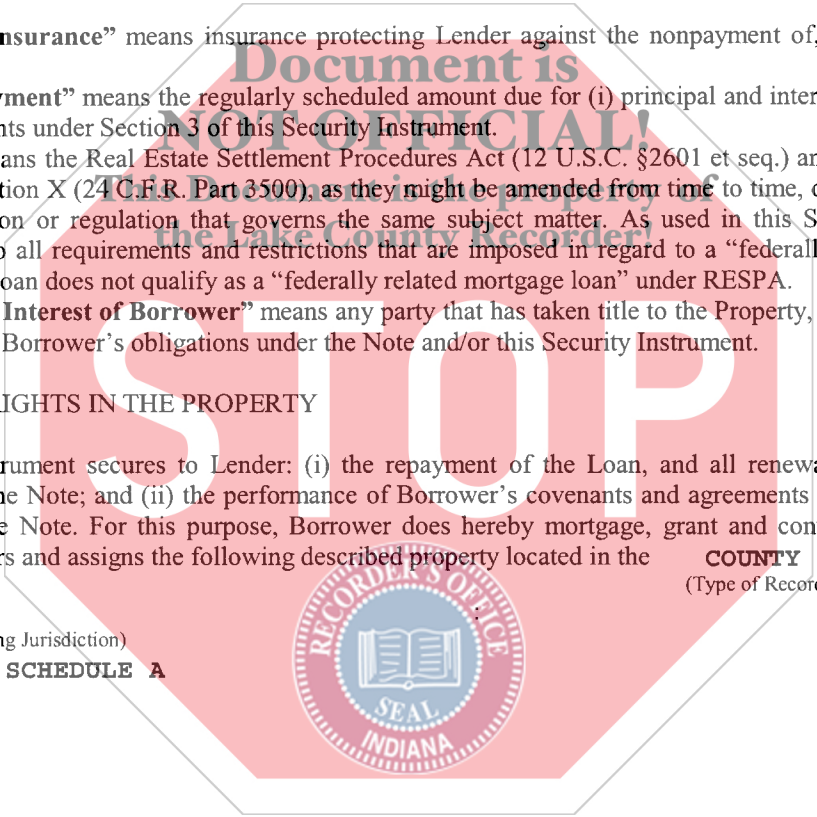 nsurance” means insurance protecting Lender against the nonpayment of,
Document is
ment” means the regularly scheduled amount due for (i) principal and inter
NOT OFFICIAL!
nts under Section 3 of this Security Instrument.
ans the Real Estate Settlement Procedures Act (12 U.S.C. §2601 et seq.) an
tion X (24 C.F.R. Part 3500), as they might be amended from time to time, o
This Document is the property of
on or regulation that governs the same subject matter. As used in this S
the Lake County Recorder!
o all requirements and restrictions that are imposed in regard to a “federall
oan does not qualify as a “federally related mortgage loan” under RESPA.
Interest of Borrower” means any party that has taken title to the Property,
Borrower’s obligations under the Note and/or this Security Instrument.
STOP
IGHTS IN THE PROPERTY
rument secures to Lender: (i) the repayment of the Loan, and all renewa
he Note; and (ii) the performance of Borrower’s covenants and agreements
e Note. For this purpose, Borrower does hereby mortgage, grant and con
rs and assigns the following described property located in the COUNTY
(Type of Recor
ng Jurisdiction)
SCHEDULE A
RECORDER'S OFFICE
SEAL
INDIANA